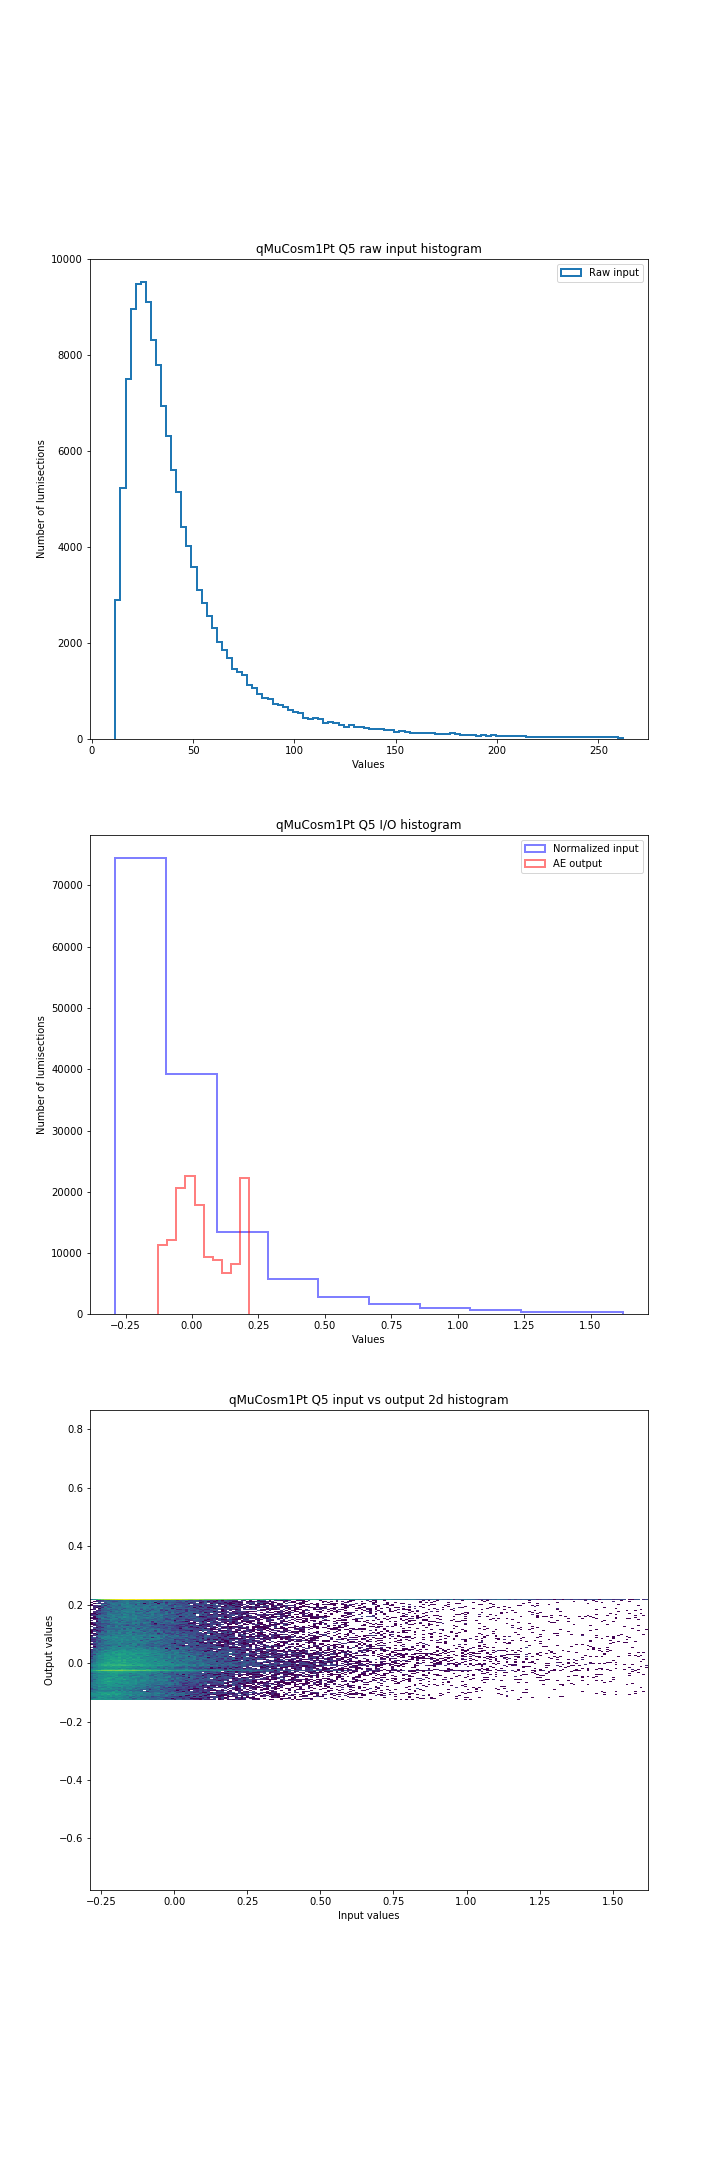 qMuCosm1Pt Q5 raw input histogram
Raw input
10000
8000
6000
4000
2000
0
Number of lumisections
0 50 100 150 200 250
Values
qMuCosm1Pt Q5 I/O histogram
Normalized input
AE output
70000
60000
50000
40000
30000
20000
10000
0
Number of lumisections
−0.25 0.00 0.25 0.50 0.75 1.00 1.25 1.50
Values
qMuCosm1Pt Q5 input vs output 2d histogram
0.8
0.6
0.4
0.2
0.0
−0.2
−0.4
−0.6
Output values
−0.25 0.00 0.25 0.50 0.75 1.00 1.25 1.50
Input values